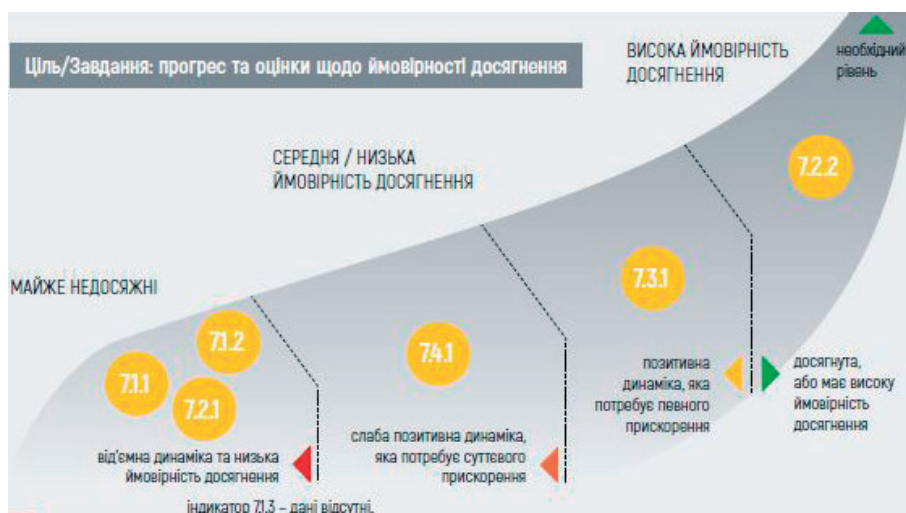 Ціль/Завдання: прогрес та оцінки щодо ймовірності досягнення
ВИСОКА ЙМОВІРНІСТЬ
ДОСЯГНЕННЯ
необхідний
рівень
СЕРЕДНЯ / НИЗЬКА
ЙМОВІРНІСТЬ ДОСЯГНЕННЯ
7.2.2
МАЙЖЕ НЕДОСЯЖНІ
7.3.1
7.1.2
7.4.1
7.1.1
7.2.1
позитивна
динаміка, яка
потребує певного
прискорення
досягнута,
або має високу
ймовірність
досягнення
слаба позитивна динаміка,
яка потребує суттєвого
прискорення
від'ємна динаміка та низька
ймовірність досягнення
індикатор 7.1.3 – дані відсутні.